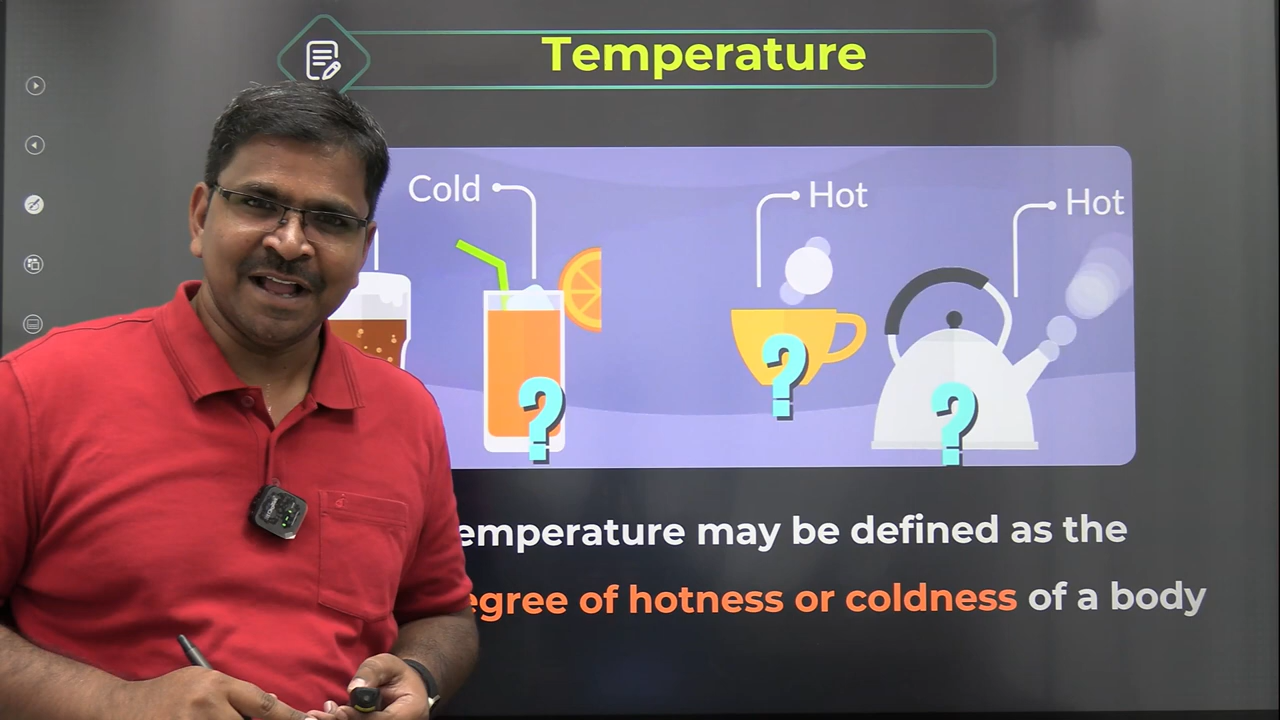 Temperature
Cold
Hot
Hot
?
?
?
emperature may be defined as the
egree of hotness or coldness of a body